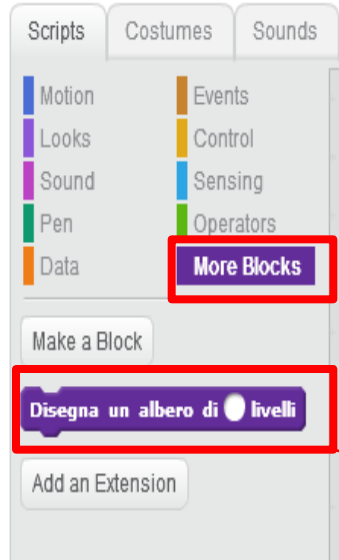 Scripts Costumes Sounds
Motion Events
Looks Control
Sound Sensing
Pen Operators
Data More Blocks
Make a Block
Disegna un albero di livelli
Add an Extension